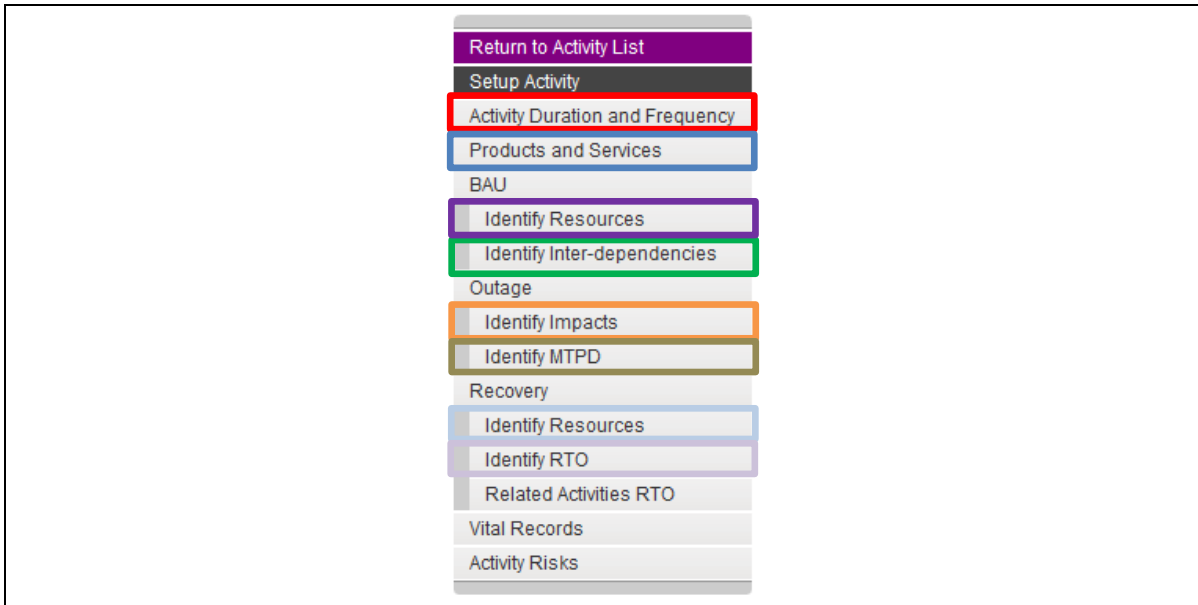 Return to Activity List
Setup Activity
Activity Duration and Frequency
Products and Services
BAU
Identify Resources
Identify Inter-dependencies
Outage
Identify Impacts
Identify MTPD
Recovery
Identify Resources
Identify RTO
Related Activities RTO
Vital Records
Activity Risks